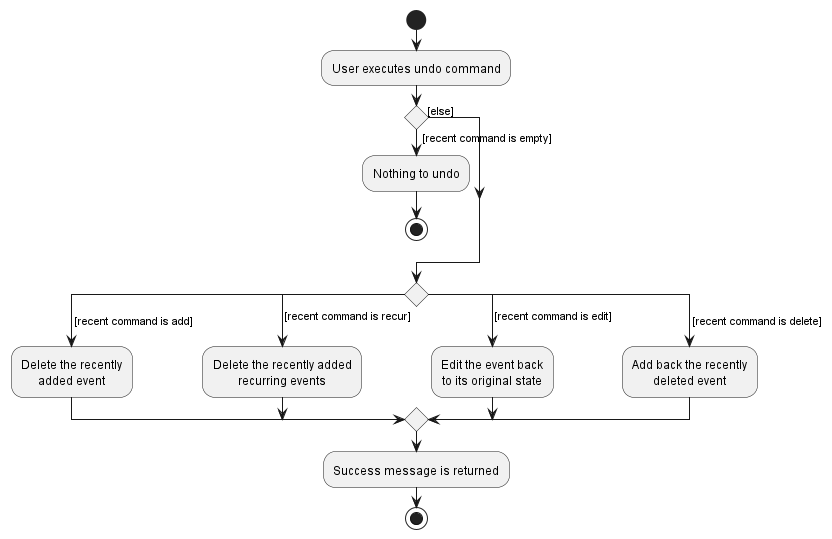 User executes undo command
[else]
[recent command is empty]
Nothing to undo
[recent command is add]
[recent command is recur]
[recent command is edit]
[recent command is delete]
Delete the recently
added event
Delete the recently added
recurring events
Edit the event back
to its original state
Add back the recently
deleted event
Success message is returned